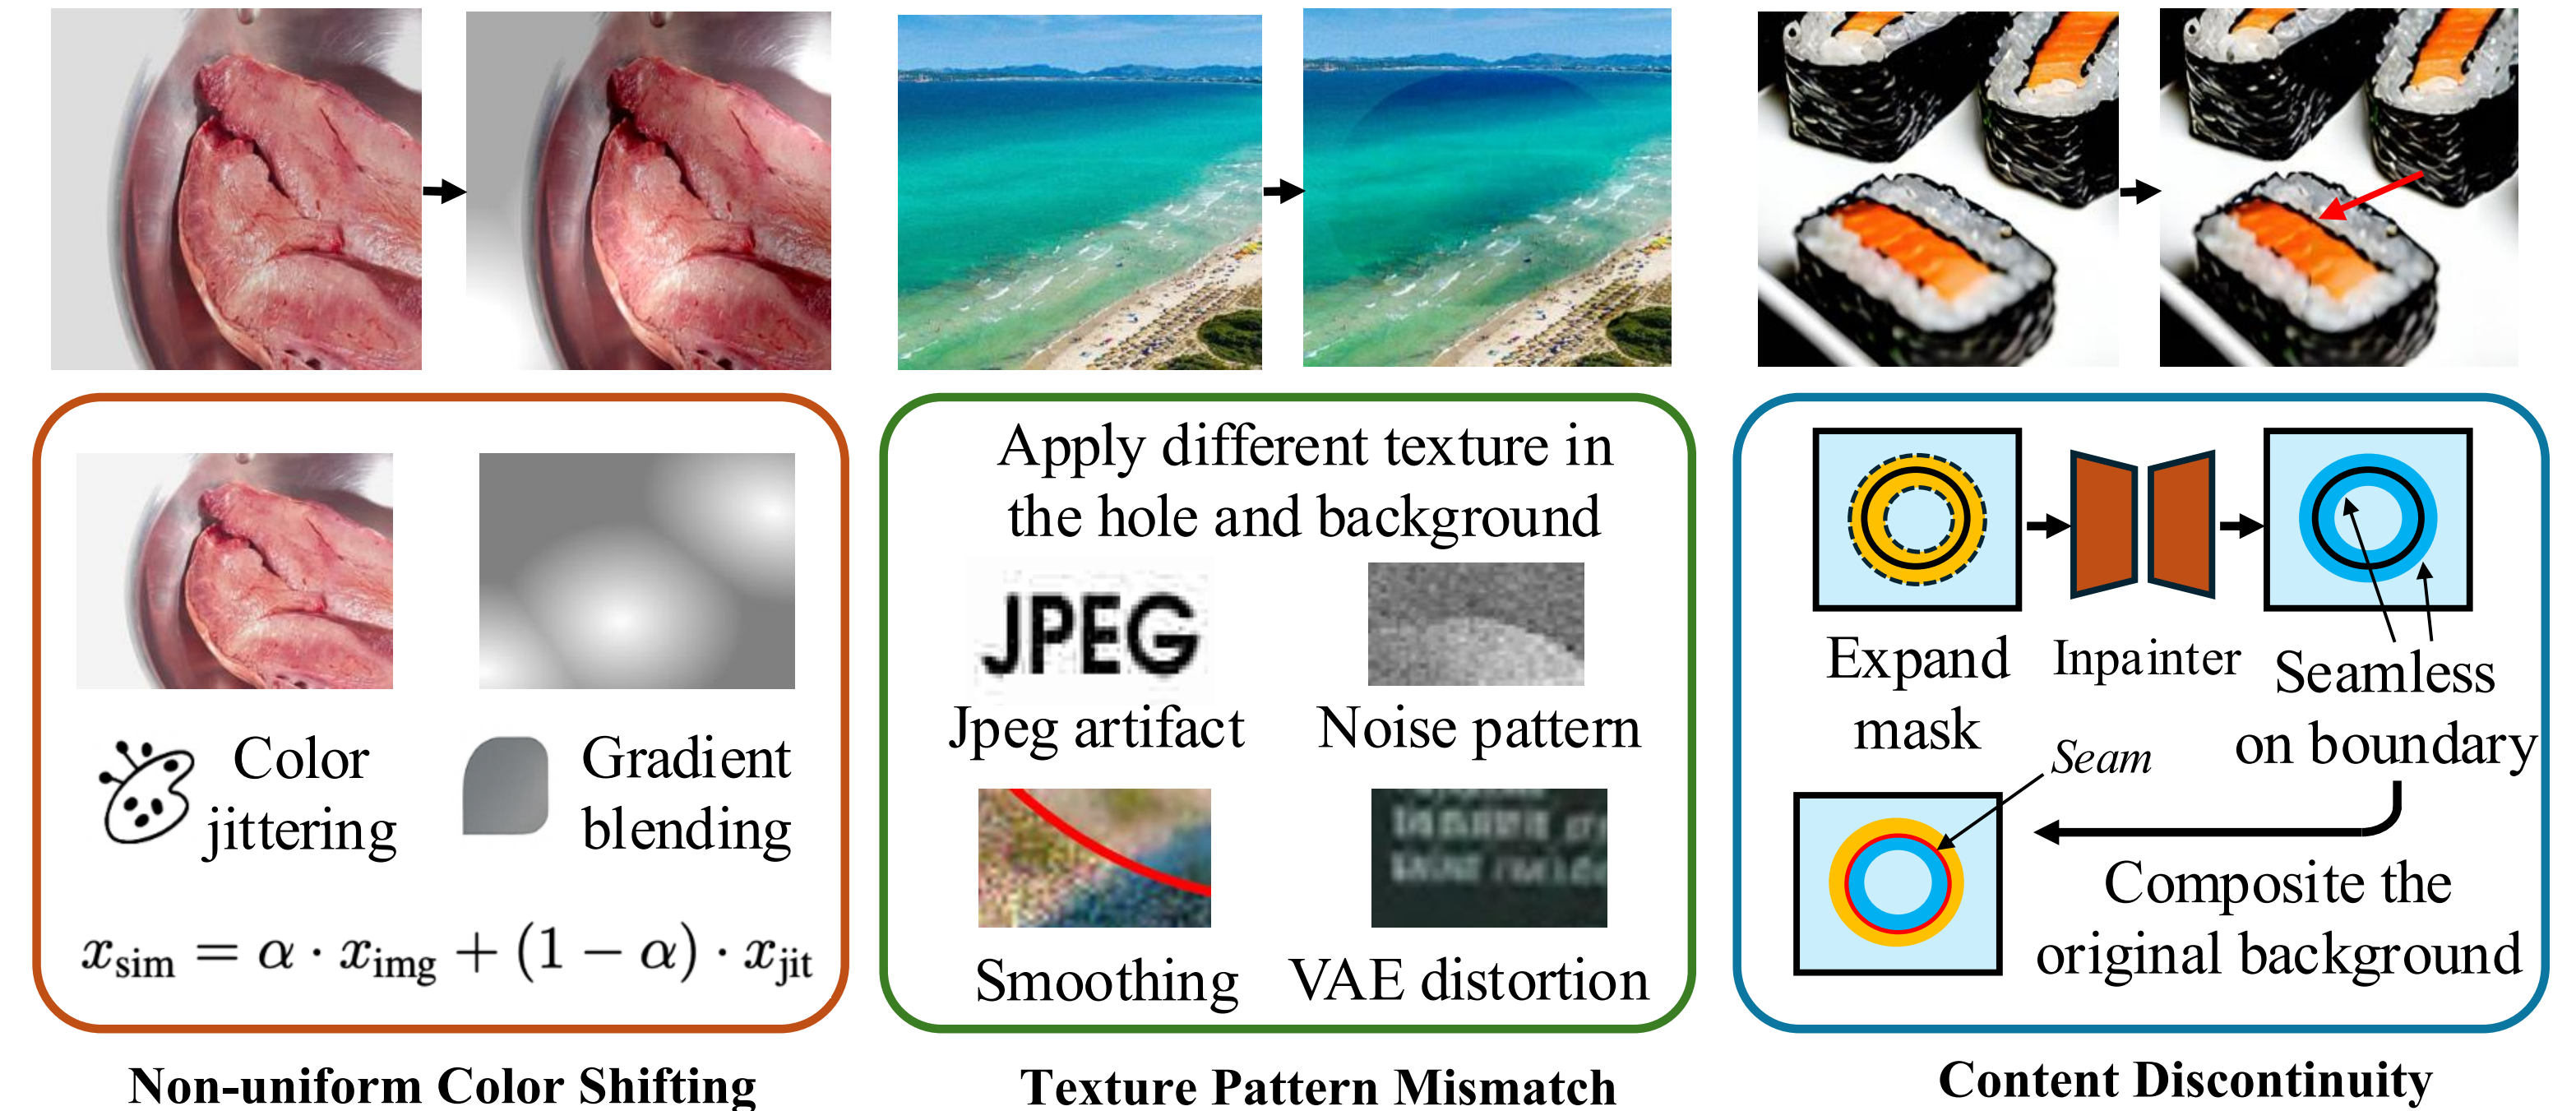 Color
jittering
Gradient
blending
x_sim = α · x_img + (1 − α) · x_jit
Non-uniform Color Shifting
Apply different texture in
the hole and background
JPEG
Jpeg artifact
Noise pattern
Smoothing
VAE distortion
Texture Pattern Mismatch
Expand
mask
Inpainter
Seamless
on boundary
Seam
Composite the
original background
Content Discontinuity